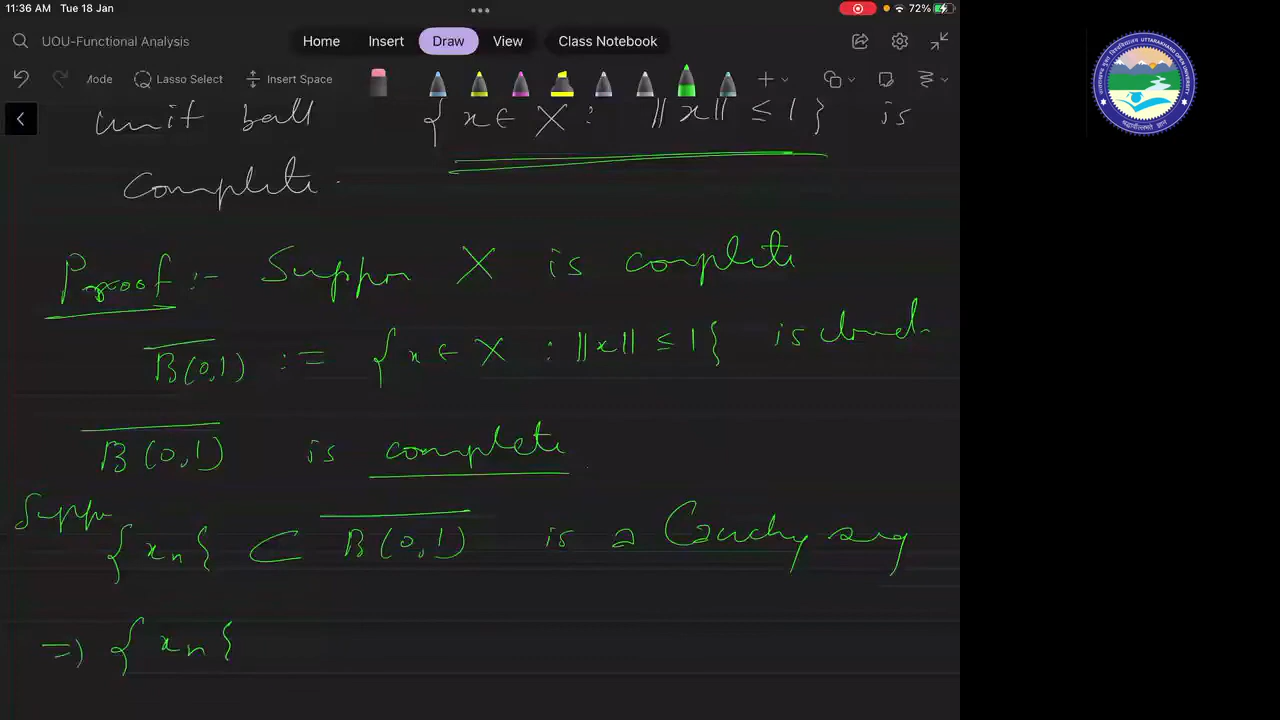 11:36 AM Tue 18 Jan 72%
UOU-Functional Analysis Home Insert Draw View Class Notebook
Mode Lasso Select Insert Space
unit ball { x ∈ X : ||x|| ≤ 1 } is
complete.
Proof :- Suppose X is complete
B(0,1) := { x ∈ X : ||x|| ≤ 1 } is closed.
B(0,1) is complete
Suppose
{ xn } ⊂ B(0,1) is a Cauchy seq
=> { xn }